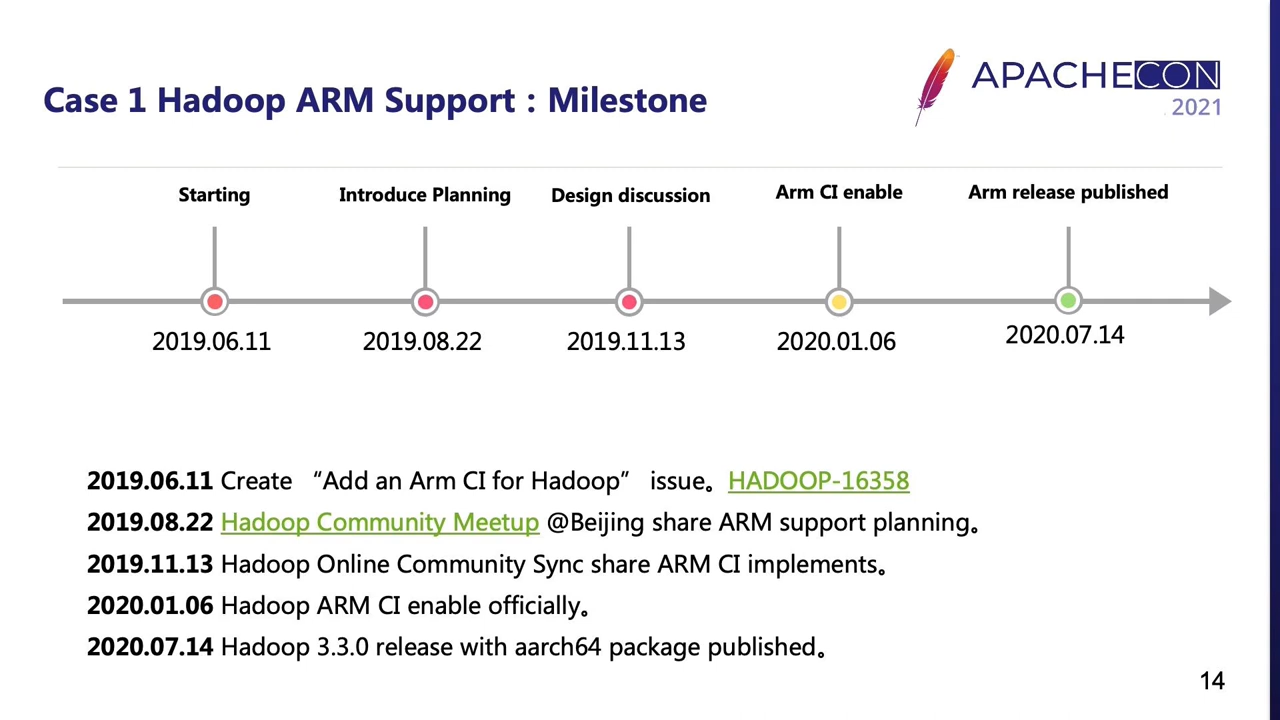 Case 1 Hadoop ARM Support：Milestone
APACHECON
2021
Starting
Introduce Planning
Design discussion
Arm CI enable
Arm release published
2019.06.11
2019.08.22
2019.11.13
2020.01.06
2020.07.14
2019.06.11 Create “Add an Arm CI for Hadoop” issue。HADOOP-16358
2019.08.22 Hadoop Community Meetup @Beijing share ARM support planning。
2019.11.13 Hadoop Online Community Sync share ARM CI implements。
2020.01.06 Hadoop ARM CI enable officially。
2020.07.14 Hadoop 3.3.0 release with aarch64 package published。
14